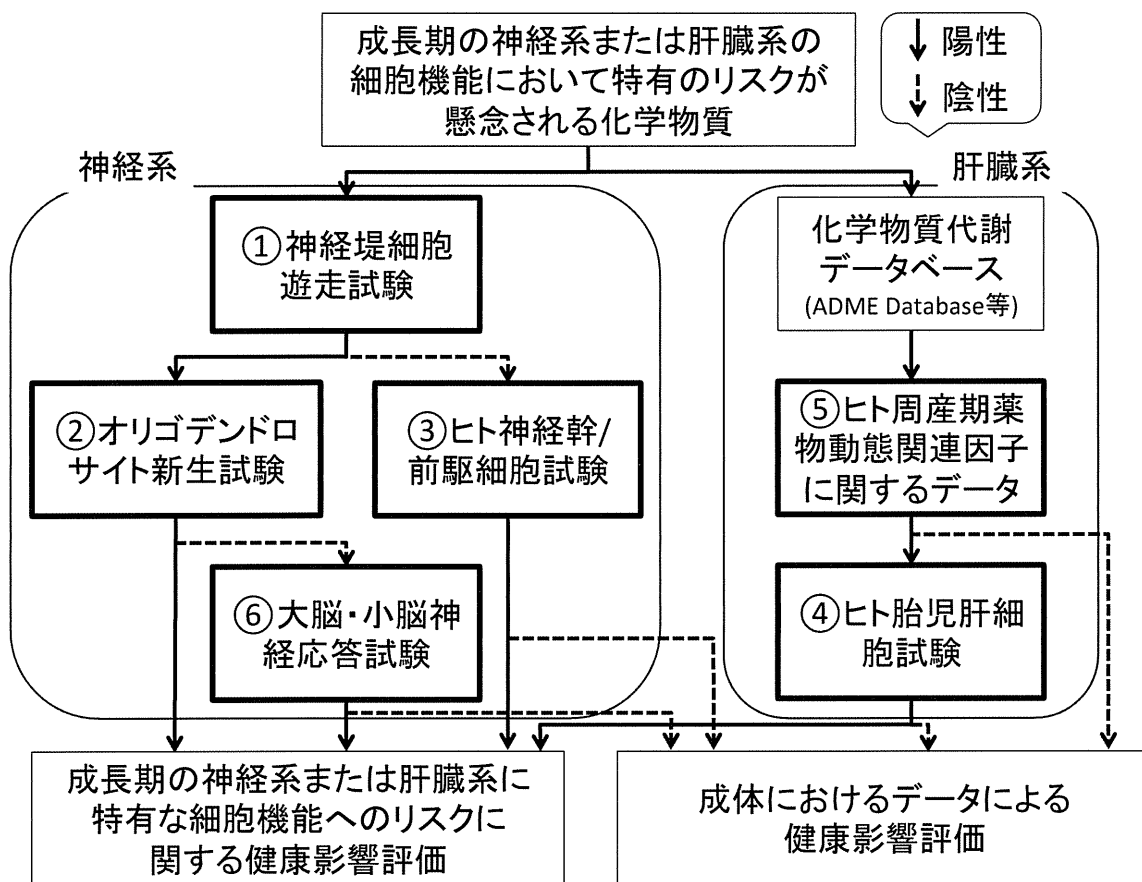 成長期の神経系または肝臓系の
細胞機能において特有のリスクが
懸念される化学物質
陽性
陰性
神経系
肝臓系
①神経堤細胞
遊走試験
化学物質代謝
データベース
(ADME Database等)
②オリゴデンドロ
サイト新生試験
③ヒト神経幹/
前駆細胞試験
⑤ヒト周産期薬
物動態関連因子
に関するデータ
⑥大脳・小脳神
経応答試験
④ヒト胎児肝細
胞試験
成長期の神経系または肝臓系に
特有な細胞機能へのリスクに
関する健康影響評価
成体におけるデータによる
健康影響評価